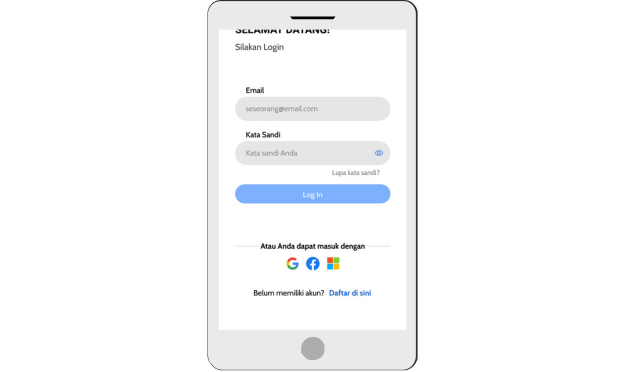 SELAMAT DATANG!
Silakan Login
Email
seseorang@email.com
Kata Sandi
Kata sandi Anda
Lupa kata sandi?
Log In
Atau Anda dapat masuk dengan
Belum memiliki akun? Daftar di sini